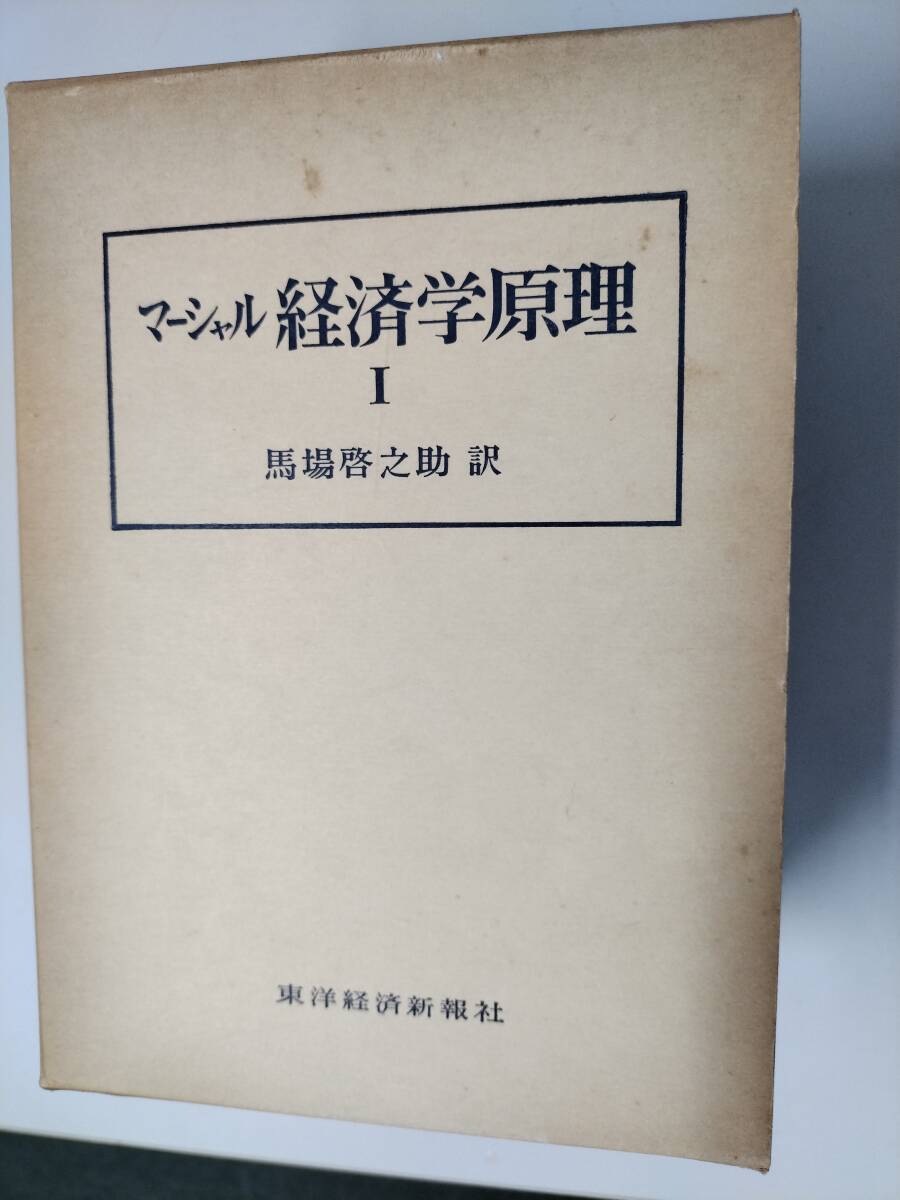 マーシャル 経済学原理
I
馬場啓之助 訳
東洋経済新報社